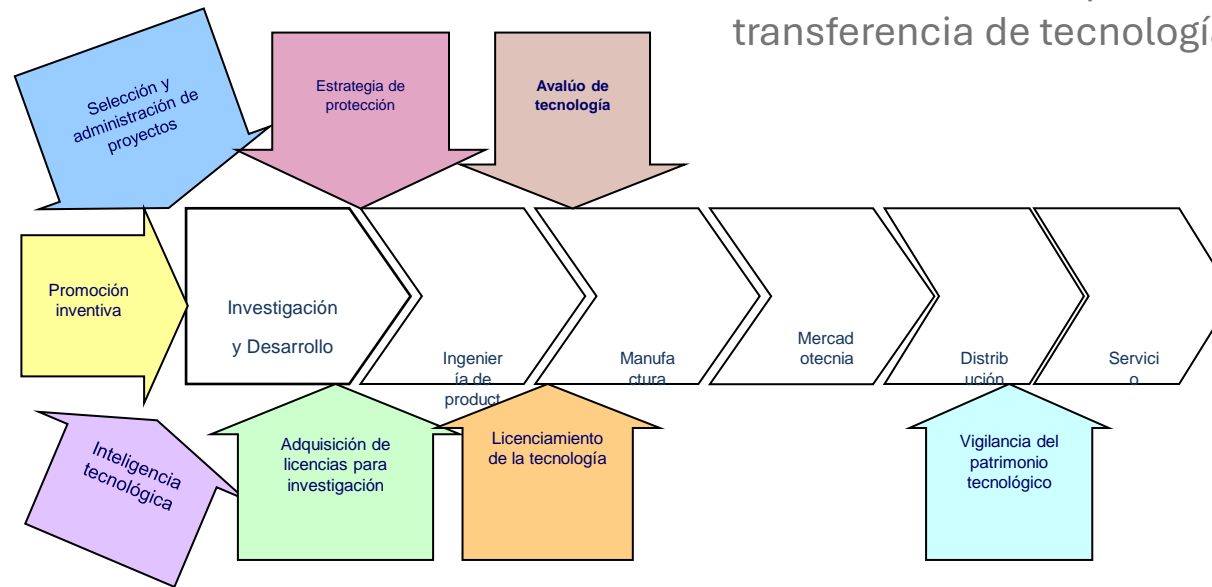 transferencia de tecnología
Selección y
administración de
proyectos
Estrategia de
protección
Avalúo de
tecnología
Promoción
inventiva
Investigación
y Desarrollo
Ingenier
ía de
product
Manufa
ctura
Mercad
otecnia
Distrib
ución
Servici
o
Inteligencia
tecnológica
Adquisición de
licencias para
investigación
Licenciamiento
de la tecnología
Vigilancia del
patrimonio
tecnológico